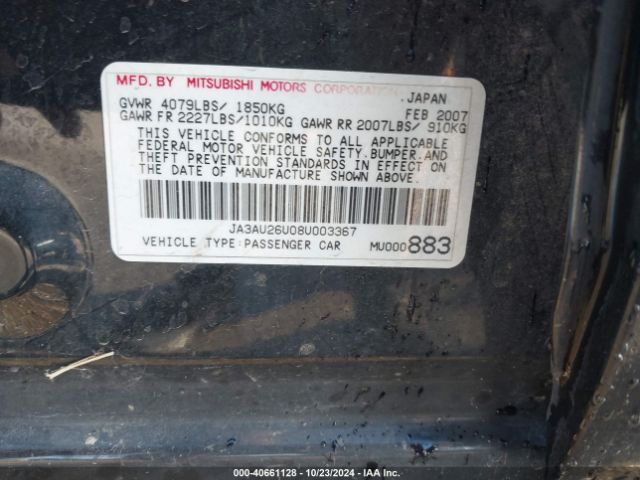 MFD. BY MITSUBISHI MOTORS CORPORATION, JAPAN
GVWR 4079LBS/ 1850KG FEB 2007
GAWR FR 2227LBS/1010KG GAWR RR 2007LBS/ 910KG
THIS VEHICLE CONFORMS TO ALL APPLICABLE
FEDERAL MOTOR VEHICLE SAFETY.BUMPER.AND
THEFT PREVENTION STANDARDS IN EFFECT ON
THE DATE OF MANUFACTURE SHOWN ABOVE.
JA3AU26U08U003367
VEHICLE TYPE:PASSENGER CAR MU000883
000-40661128 - 10/23/2024 - IAA Inc.